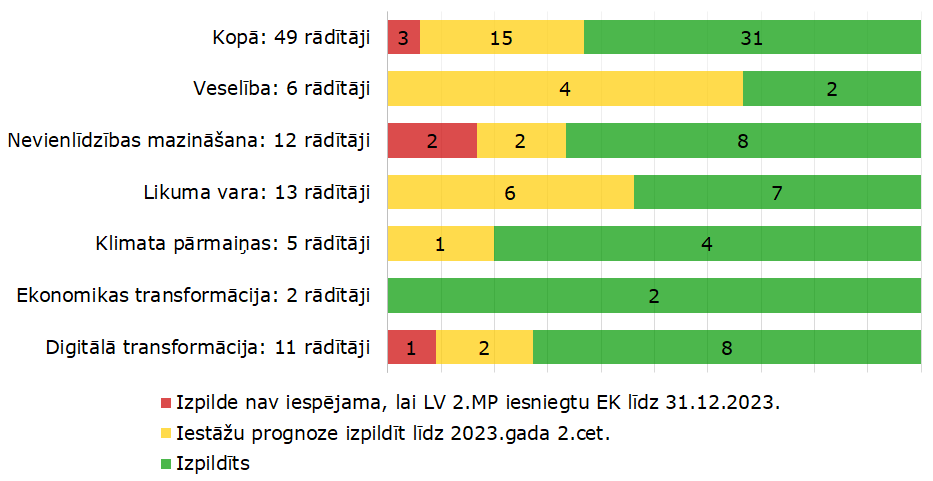 Kopā: 49 rādītāji 3 15 31
Veselība: 6 rādītāji 4 2
Nevienlīdzības mazināšana: 12 rādītāji 2 2 8
Likuma vara: 13 rādītāji 6 7
Klimata pārmaiņas: 5 rādītāji 1 4
Ekonomikas transformācija: 2 rādītāji 2
Digitālā transformācija: 11 rādītāji 1 2 8
Izpilde nav iespējama, lai LV 2.MP iesniegtu EK līdz 31.12.2023.
Iestāžu prognoze izpildīt līdz 2023.gada 2.cet.
Izpildīts